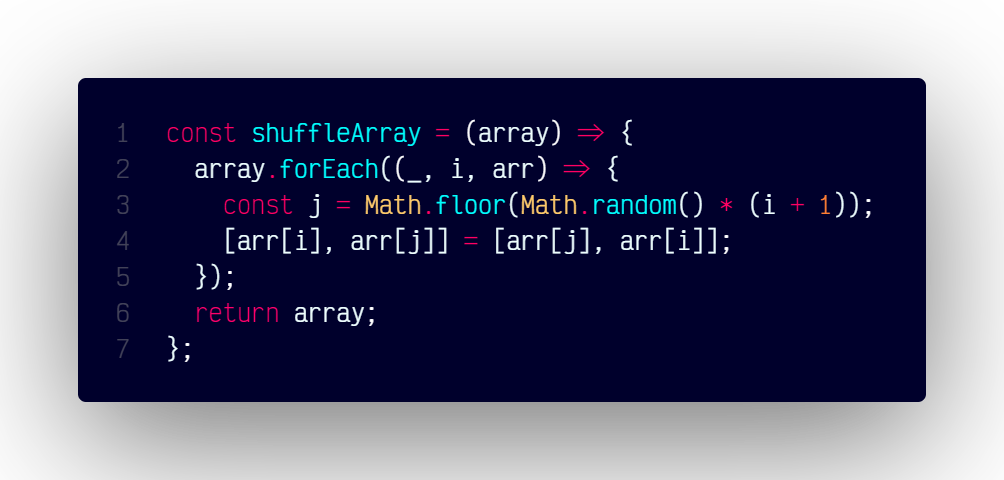 1 const shuffleArray = (array) => {
2 array.forEach((_, i, arr) => {
3 const j = Math.floor(Math.random() * (i + 1));
4 [arr[i], arr[j]] = [arr[j], arr[i]];
5 });
6 return array;
7 };